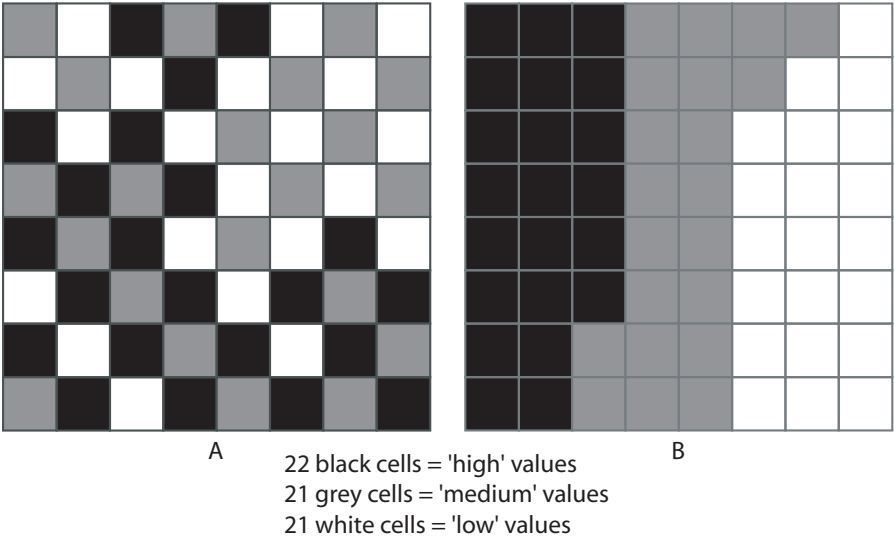 A
B
22 black cells = 'high' values
21 grey cells = 'medium' values
21 white cells = 'low' values